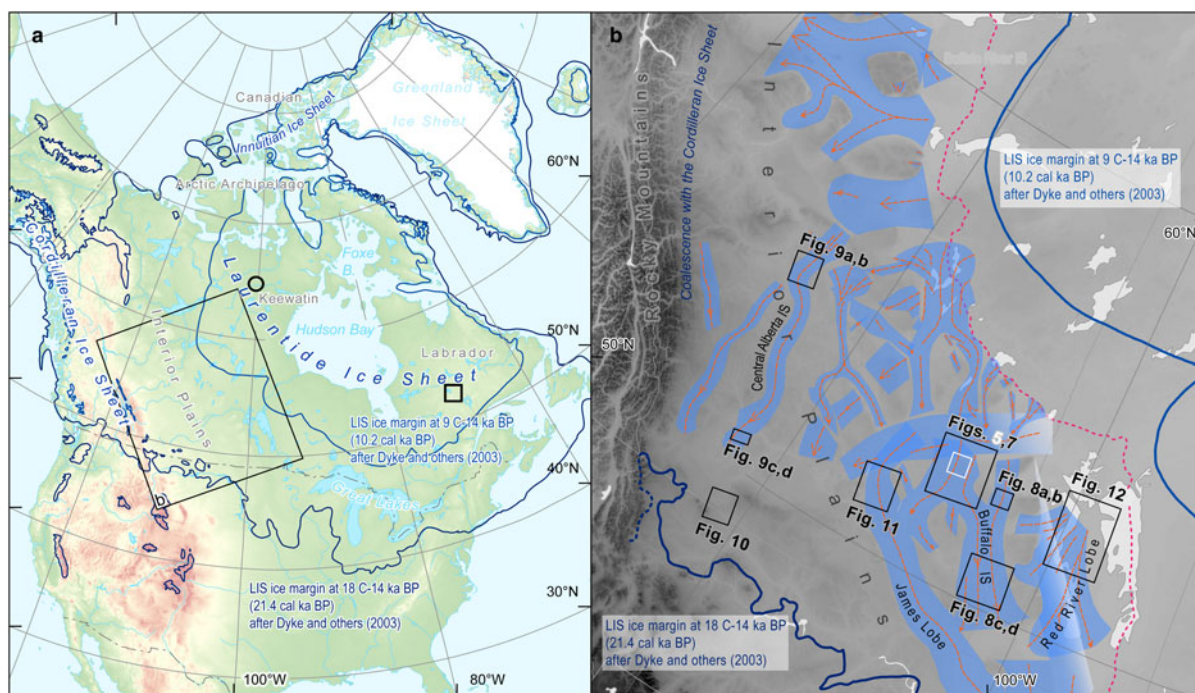 a
Canadian
Innuitian Ice Sheet
Arctic Archipelago
Greenland
Ice Sheet
60°N
Foxe
B.
Keewatin
Cordilleran Ice Sheet
Laurentide Ice Sheet
Interior Plains
Hudson Bay
50°N
Labrador
LIS ice margin at 9 C-14 ka BP
(10.2 cal ka BP)
after Dyke and others (2003)
40°N
Great Lakes
b
LIS ice margin at 18 C-14 ka BP
(21.4 cal ka BP)
after Dyke and others (2003)
30°N
100°W
80°W
b
Rocky Mountains
Coalescence with the Cordilleran Ice Sheet
Interior Plains
LIS ice margin at 9 C-14 ka BP
(10.2 cal ka BP)
after Dyke and others (2003)
60°N
Fig. 9a,b
Central Alberta IS
50°N
Fig. 9c,d
Fig. 10
Fig. 11
Figs. 5,7
Fig. 8a,b
Fig. 12
Buffalo IS
Fig. 8c,d
James Lobe
Red River Lobe
LIS ice margin at 18 C-14 ka BP
(21.4 cal ka BP)
after Dyke and others (2003)
100°W